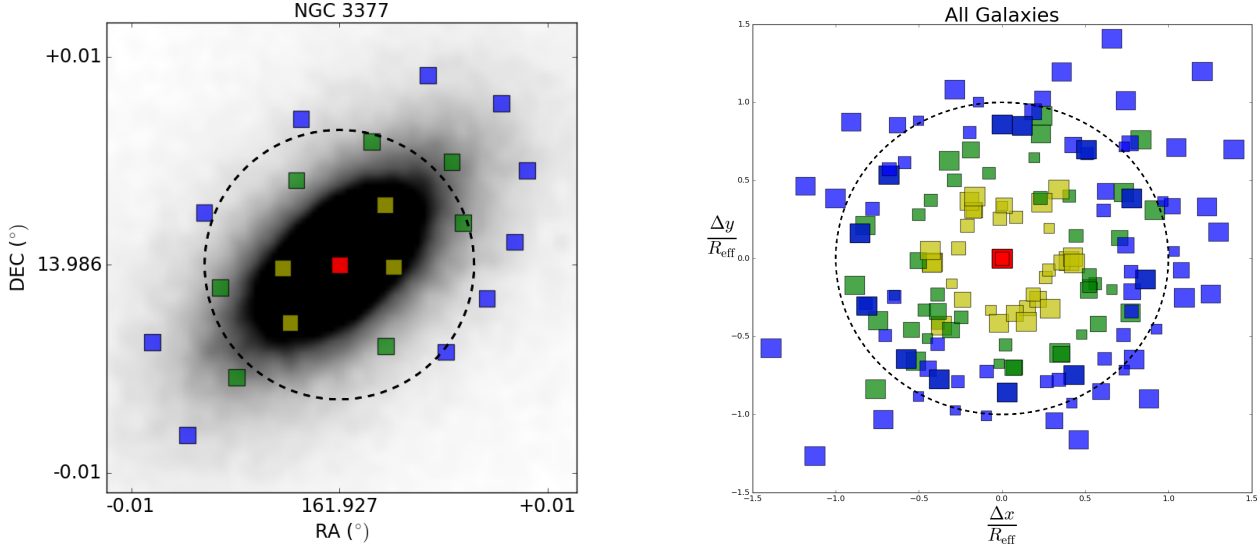 NGC 3377
+0.01
13.986
-0.01
DEC (°)
-0.01 161.927 +0.01
RA (°)
All Galaxies
1.5
1.0
0.5
0.0
−0.5
−1.0
−1.5
Δy
R_eff
−1.5 −1.0 −0.5 0.0 0.5 1.0 1.5
Δx
R_eff